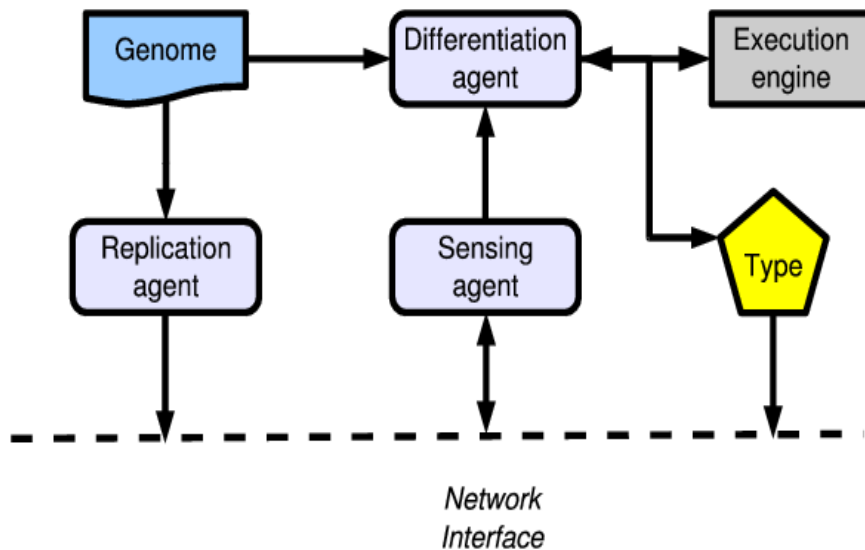 Genome
Differentiation
agent
Execution
engine
Replication
agent
Sensing
agent
Type
Network
Interface